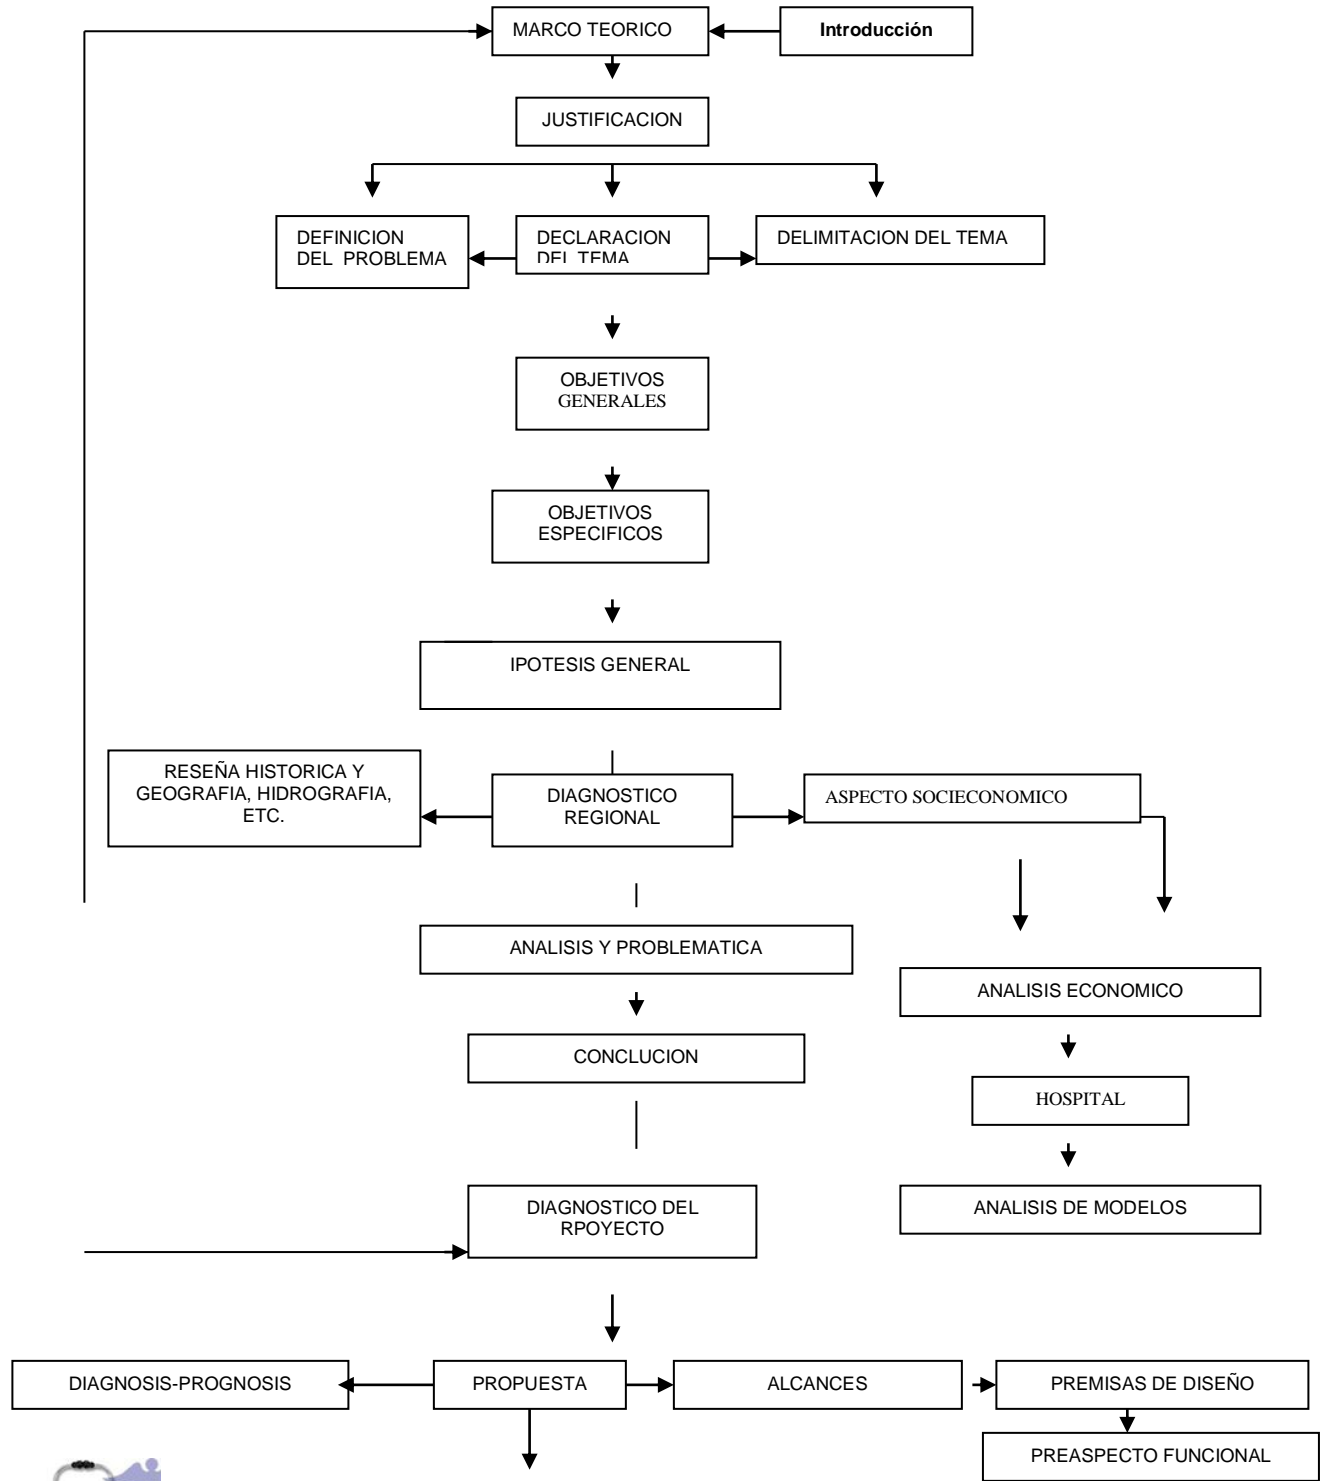 MARCO TEORICO
Introducción
JUSTIFICACION
DEFINICION
DEL PROBLEMA
DECLARACION
DEL TEMA
DELIMITACION DEL TEMA
OBJETIVOS
GENERALES
OBJETIVOS
ESPECIFICOS
IPOTESIS GENERAL
RESEÑA HISTORICA Y
GEOGRAFIA, HIDROGRAFIA,
ETC.
DIAGNOSTICO
REGIONAL
ASPECTO SOCIECONOMICO
ANALISIS Y PROBLEMATICA
ANALISIS ECONOMICO
CONCLUCION
HOSPITAL
DIAGNOSTICO DEL
RPOYECTO
ANALISIS DE MODELOS
DIAGNOSIS-PROGNOSIS
PROPUESTA
ALCANCES
PREMISAS DE DISEÑO
PREASPECTO FUNCIONAL